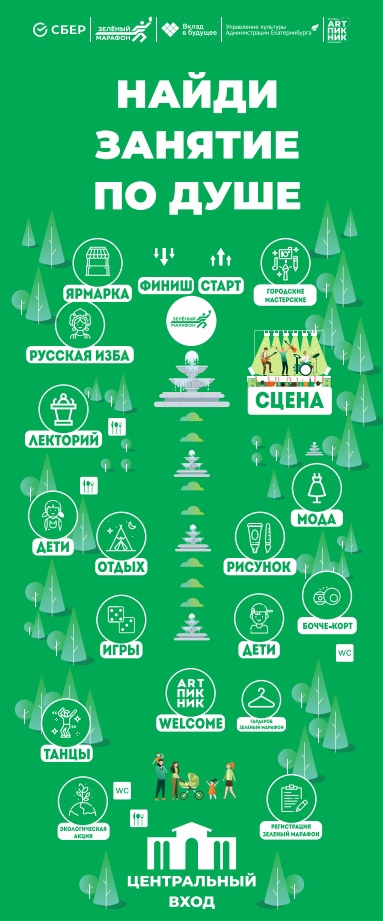 СБЕР
ЗЕЛЁНЫЙ
МАРАФОН
Вклад
в будущее
Управление культуры
Администрации Екатеринбурга
ART
ПИК
НИК
НАЙДИ
ЗАНЯТИЕ
ПО ДУШЕ
ЯРМАРКА
ФИНИШ
СТАРТ
ГОРОДСКИЕ
МАСТЕРСКИЕ
ЗЕЛЁНЫЙ
МАРАФОН
РУССКАЯ ИЗБА
СЦЕНА
ЛЕКТОРИЙ
МОДА
ДЕТИ
ОТДЫХ
РИСУНОК
БОЧЧЕ-КОРТ
ИГРЫ
ДЕТИ
WC
ART
ПИК
НИК
WELCOME
ГАРДЕРОБ
ЗЕЛЕНЫЙ МАРАФОН
ТАНЦЫ
WC
ЭКОЛОГИЧЕСКАЯ
АКЦИЯ
РЕГИСТРАЦИЯ
ЗЕЛЕНЫЙ МАРАФОН
ЦЕНТРАЛЬНЫЙ
ВХОД